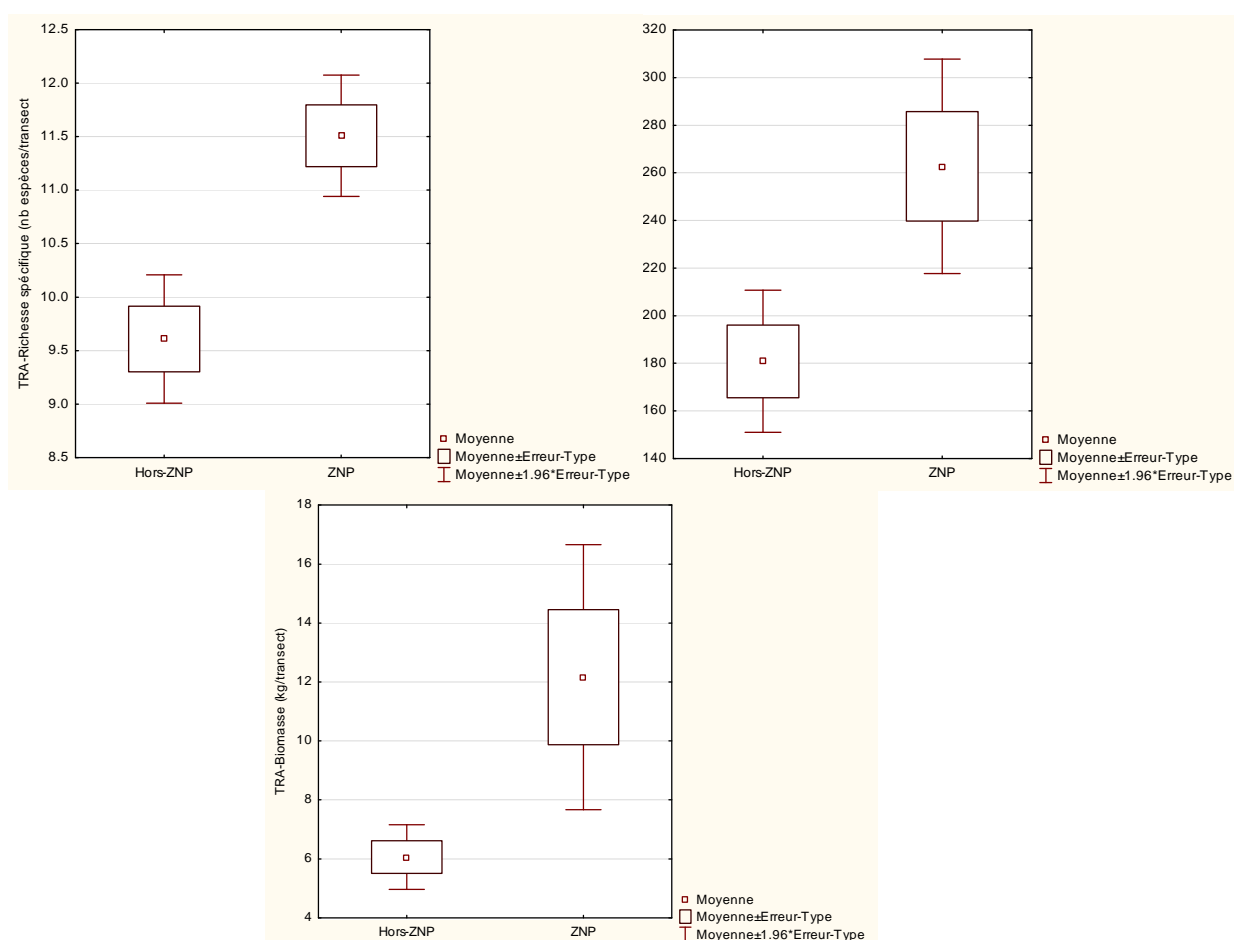 TRA-Richesse spécifique (nb espèces/transect
12.5
12.0
11.5
11.0
10.5
10.0
9.5
9.0
8.5
Hors-ZNP
ZNP
Moyenne
Moyenne±Erreur-Type
Moyenne±1.96*Erreur-Type
320
300
280
260
240
220
200
180
160
140
Hors-ZNP
ZNP
Moyenne
Moyenne±Erreur-Type
Moyenne±1.96*Erreur-Type
TRA-Biomasse (kg/transect)
18
16
14
12
10
8
6
4
Hors-ZNP
ZNP
Moyenne
Moyenne±Erreur-Type
Moyenne±1.96*Erreur-Type